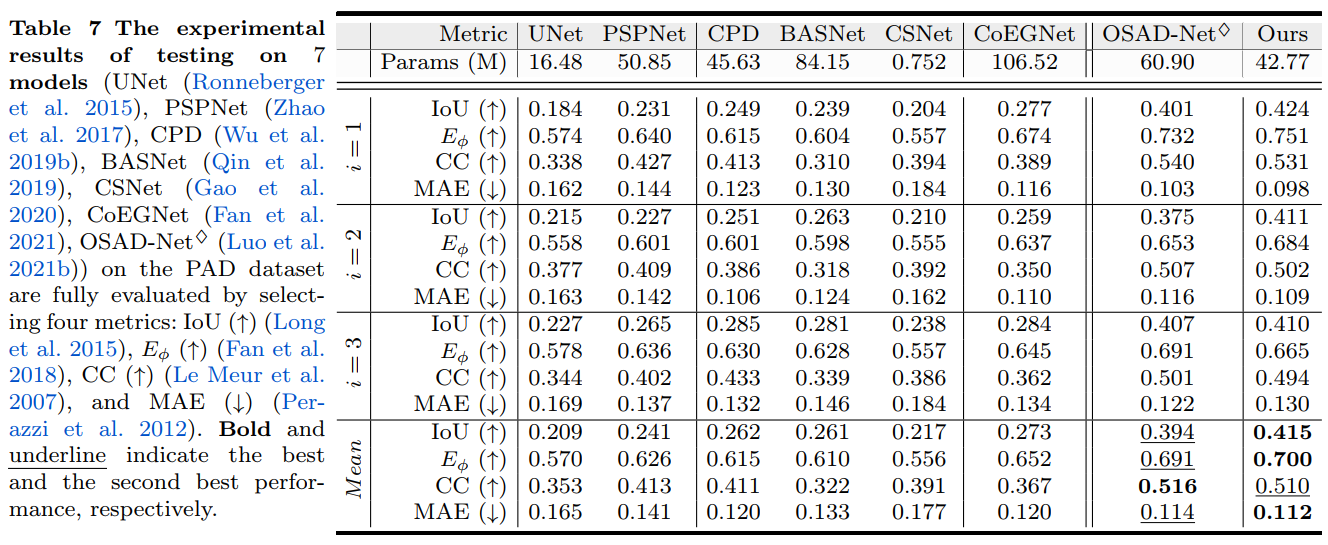 Table 7 The experimental
results of testing on 7
models (UNet (Ronneberger
et al. 2015), PSPNet (Zhao
et al. 2017), CPD (Wu et al.
2019b), BASNet (Qin et al.
2019), CSNet (Gao et al.
2020), CoEGNet (Fan et al.
2021), OSAD-Net◇ (Luo et al.
2021b)) on the PAD dataset
are fully evaluated by select-
ing four metrics: IoU (↑) (Long
et al. 2015), Eϕ (↑) (Fan et al.
2018), CC (↑) (Le Meur et al.
2007), and MAE (↓) (Per-
azzi et al. 2012). Bold and
underline indicate the best
and the second best perfor-
mance, respectively.
Metric UNet PSPNet CPD BASNet CSNet CoEGNet OSAD-Net◇ Ours
Params (M) 16.48 50.85 45.63 84.15 0.752 106.52 60.90 42.77
i = 1
IoU (↑) 0.184 0.231 0.249 0.239 0.204 0.277 0.401 0.424
Eϕ (↑) 0.574 0.640 0.615 0.604 0.557 0.674 0.732 0.751
CC (↑) 0.338 0.427 0.413 0.310 0.394 0.389 0.540 0.531
MAE (↓) 0.162 0.144 0.123 0.130 0.184 0.116 0.103 0.098
i = 2
IoU (↑) 0.215 0.227 0.251 0.263 0.210 0.259 0.375 0.411
Eϕ (↑) 0.558 0.601 0.601 0.598 0.555 0.637 0.653 0.684
CC (↑) 0.377 0.409 0.386 0.318 0.392 0.350 0.507 0.502
MAE (↓) 0.163 0.142 0.106 0.124 0.162 0.110 0.116 0.109
i = 3
IoU (↑) 0.227 0.265 0.285 0.281 0.238 0.284 0.407 0.410
Eϕ (↑) 0.578 0.636 0.630 0.628 0.557 0.645 0.691 0.665
CC (↑) 0.344 0.402 0.433 0.339 0.386 0.362 0.501 0.494
MAE (↓) 0.169 0.137 0.132 0.146 0.184 0.134 0.122 0.130
Mean
IoU (↑) 0.209 0.241 0.262 0.261 0.217 0.273 0.394 0.415
Eϕ (↑) 0.570 0.626 0.615 0.610 0.556 0.652 0.691 0.700
CC (↑) 0.353 0.413 0.411 0.322 0.391 0.367 0.516 0.510
MAE (↓) 0.165 0.141 0.120 0.133 0.177 0.120 0.114 0.112